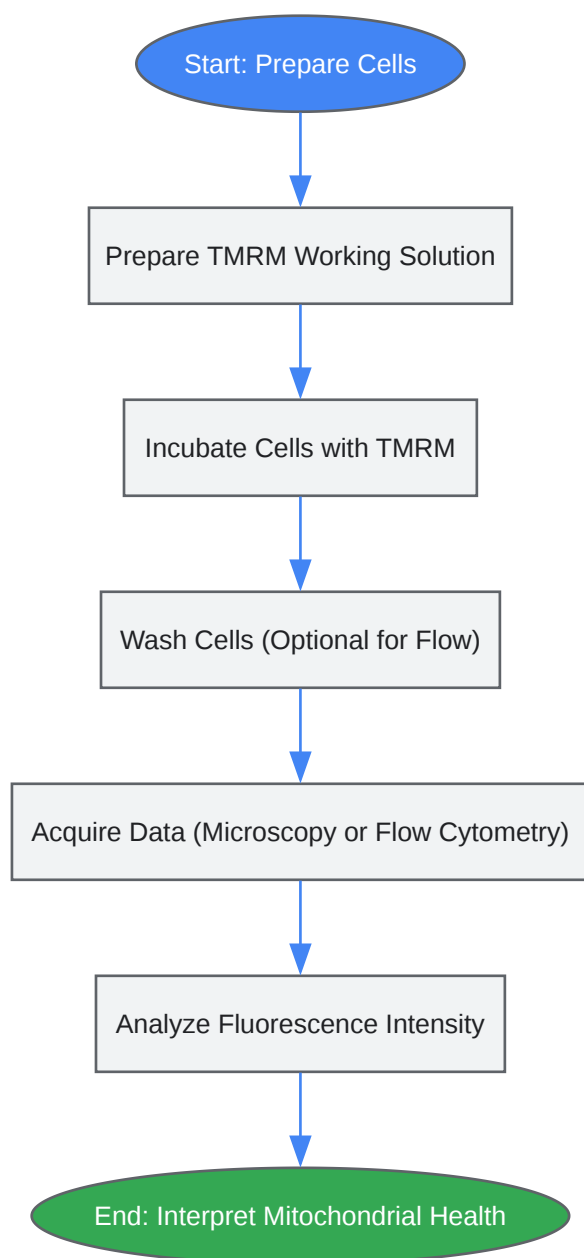 Start: Prepare Cells
Prepare TMRM Working Solution
Incubate Cells with TMRM
Wash Cells (Optional for Flow)
Acquire Data (Microscopy or Flow Cytometry)
Analyze Fluorescence Intensity
End: Interpret Mitochondrial Health